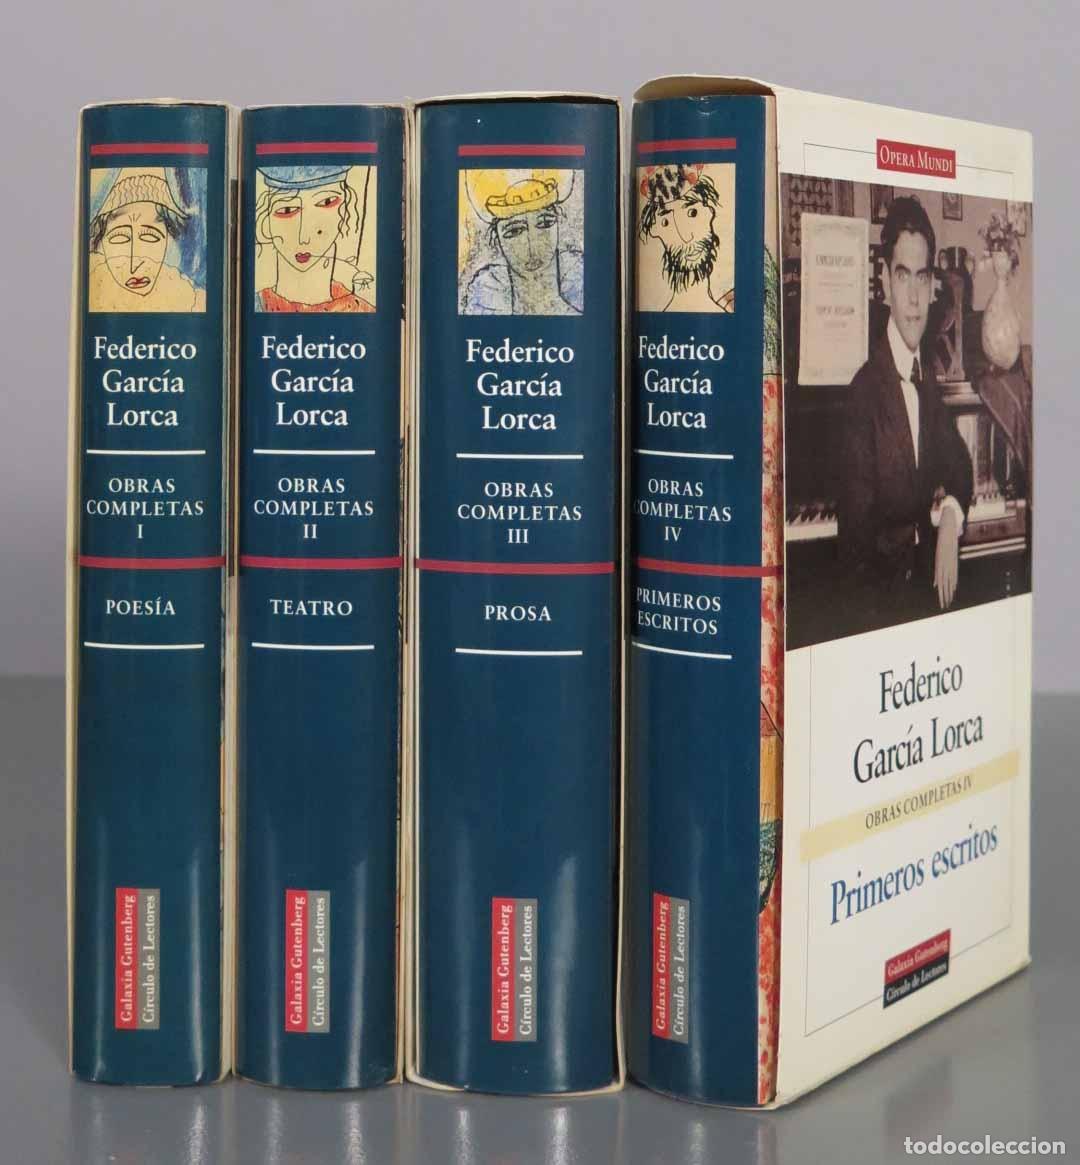 Federico
García
Lorca
OBRAS
COMPLETAS
I
POESÍA
Galaxia Gutenberg
Círculo de Lectores
Federico
García
Lorca
OBRAS
COMPLETAS
II
TEATRO
Galaxia Gutenberg
Círculo de Lectores
Federico
García
Lorca
OBRAS
COMPLETAS
III
PROSA
Galaxia Gutenberg
Círculo de Lectores
Federico
García
Lorca
OBRAS
COMPLETAS
IV
PRIMEROS
ESCRITOS
Galaxia Gutenberg
Círculo de Lectores
OPERA MUNDI
Federico
García Lorca
OBRAS COMPLETAS IV
Primeros escritos
Galaxia Gutenberg
Círculo de Lectores
todocoleccion